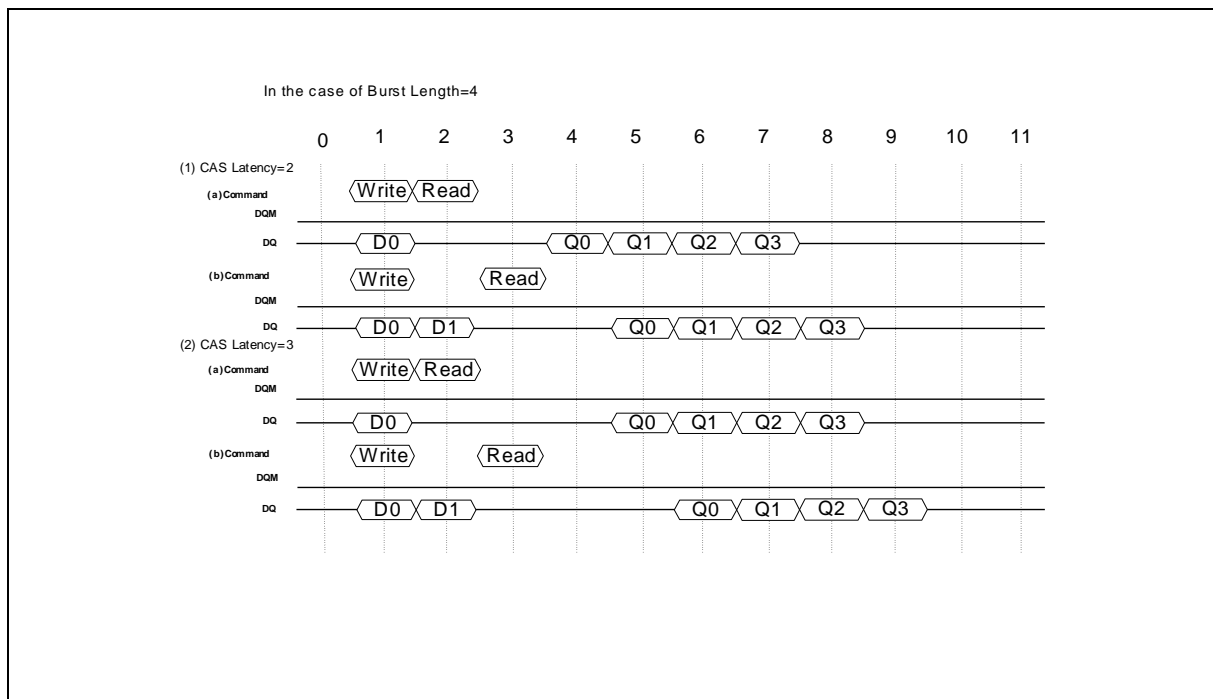 In the case of Burst Length=4
0 1 2 3 4 5 6 7 8 9 10 11
(1) CAS Latency=2
(a)Command Write Read
DQM
DQ D0 Q0 Q1 Q2 Q3
(b)Command Write Read
DQM
DQ D0 D1 Q0 Q1 Q2 Q3
(2) CAS Latency=3
(a)Command Write Read
DQM
DQ D0 Q0 Q1 Q2 Q3
(b)Command Write Read
DQM
DQ D0 D1 Q0 Q1 Q2 Q3